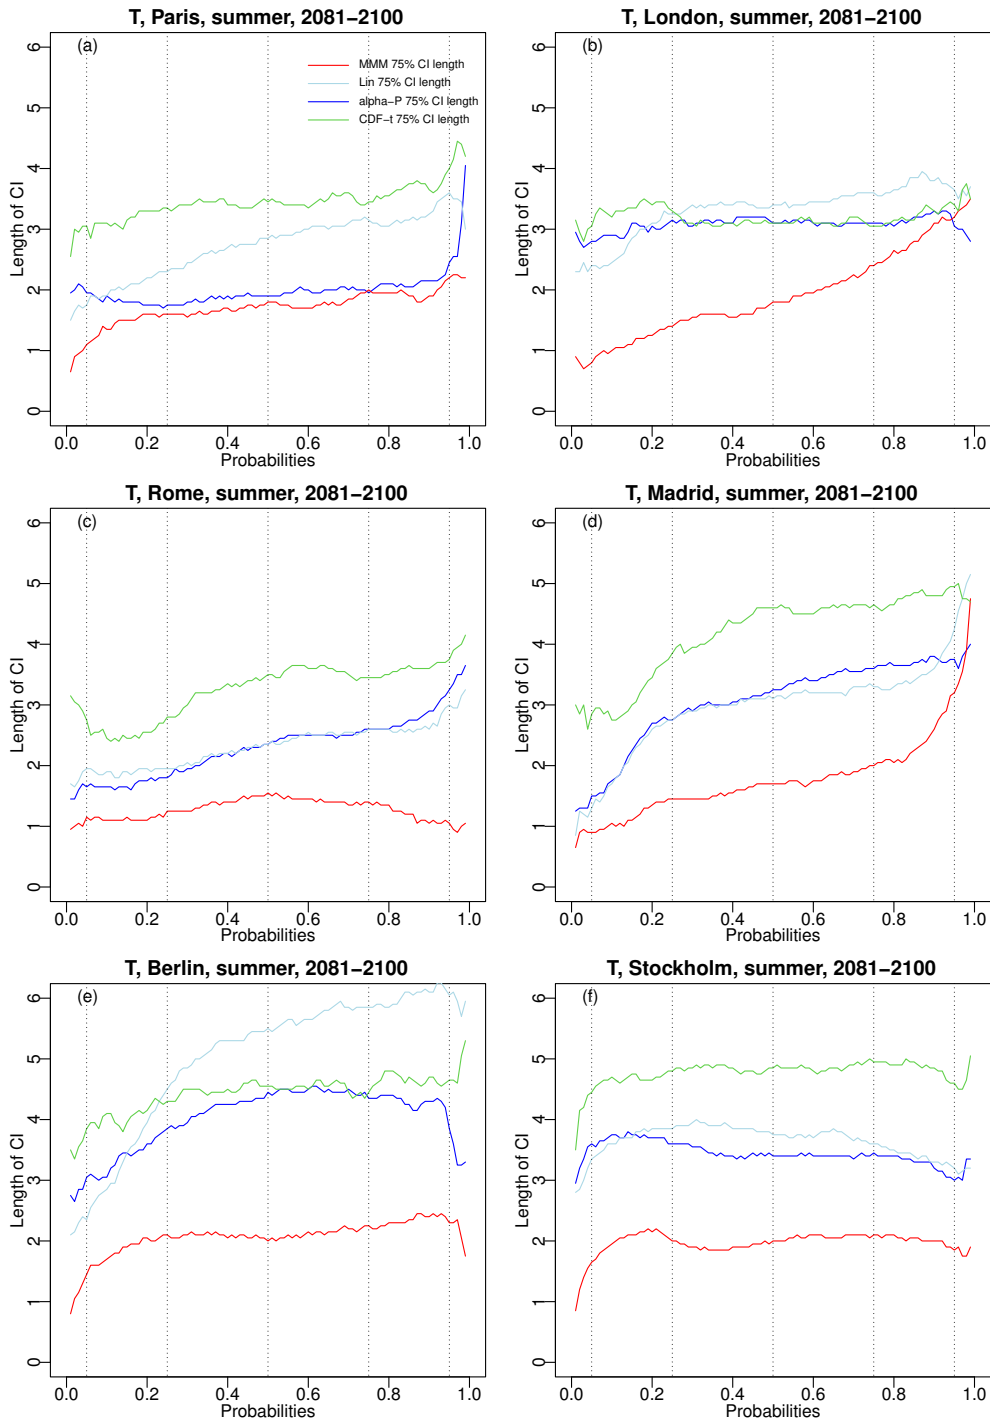 T, Paris, summer, 2081−2100
(a)
MMM 75% CI length
Lin 75% CI length
alpha−P 75% CI length
CDF−t 75% CI length
Length of CI
0 1 2 3 4 5 6
0.0 0.2 0.4 0.6 0.8 1.0
Probabilities
T, London, summer, 2081−2100
(b)
Length of CI
0 1 2 3 4 5 6
0.0 0.2 0.4 0.6 0.8 1.0
Probabilities
T, Rome, summer, 2081−2100
(c)
Length of CI
0 1 2 3 4 5 6
0.0 0.2 0.4 0.6 0.8 1.0
Probabilities
T, Madrid, summer, 2081−2100
(d)
Length of CI
0 1 2 3 4 5 6
0.0 0.2 0.4 0.6 0.8 1.0
Probabilities
T, Berlin, summer, 2081−2100
(e)
Length of CI
0 1 2 3 4 5 6
0.0 0.2 0.4 0.6 0.8 1.0
Probabilities
T, Stockholm, summer, 2081−2100
(f)
Length of CI
0 1 2 3 4 5 6
0.0 0.2 0.4 0.6 0.8 1.0
Probabilities